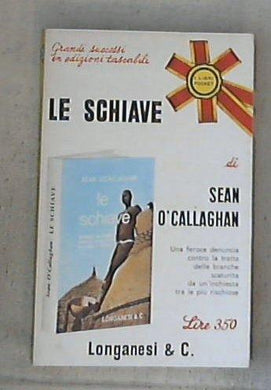 Grandi successi
in edizioni tascabili
I LIBRI
POCKET
LE SCHIAVE
di
SEAN
O'CALLAGHAN
SEAN O'CALLAGHAN
le
schiave
LONGANESI & C.
Sean O'Callaghan LE SCHIAVE
Una feroce denuncia
contro la tratta
delle bianche
scaturita
da un'inchiesta
tra le più rischiose
Lire 350
Longanesi & C.